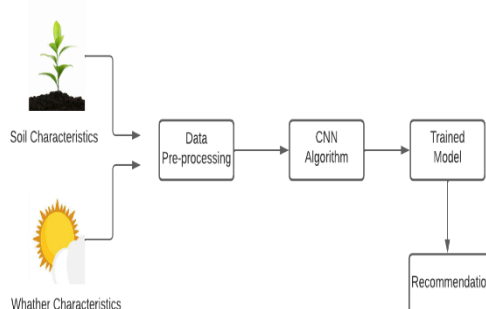 Soil Characteristics
Data
Pre-processing
CNN
Algorithm
Trained
Model
Whather Characteristics
Recommendatio